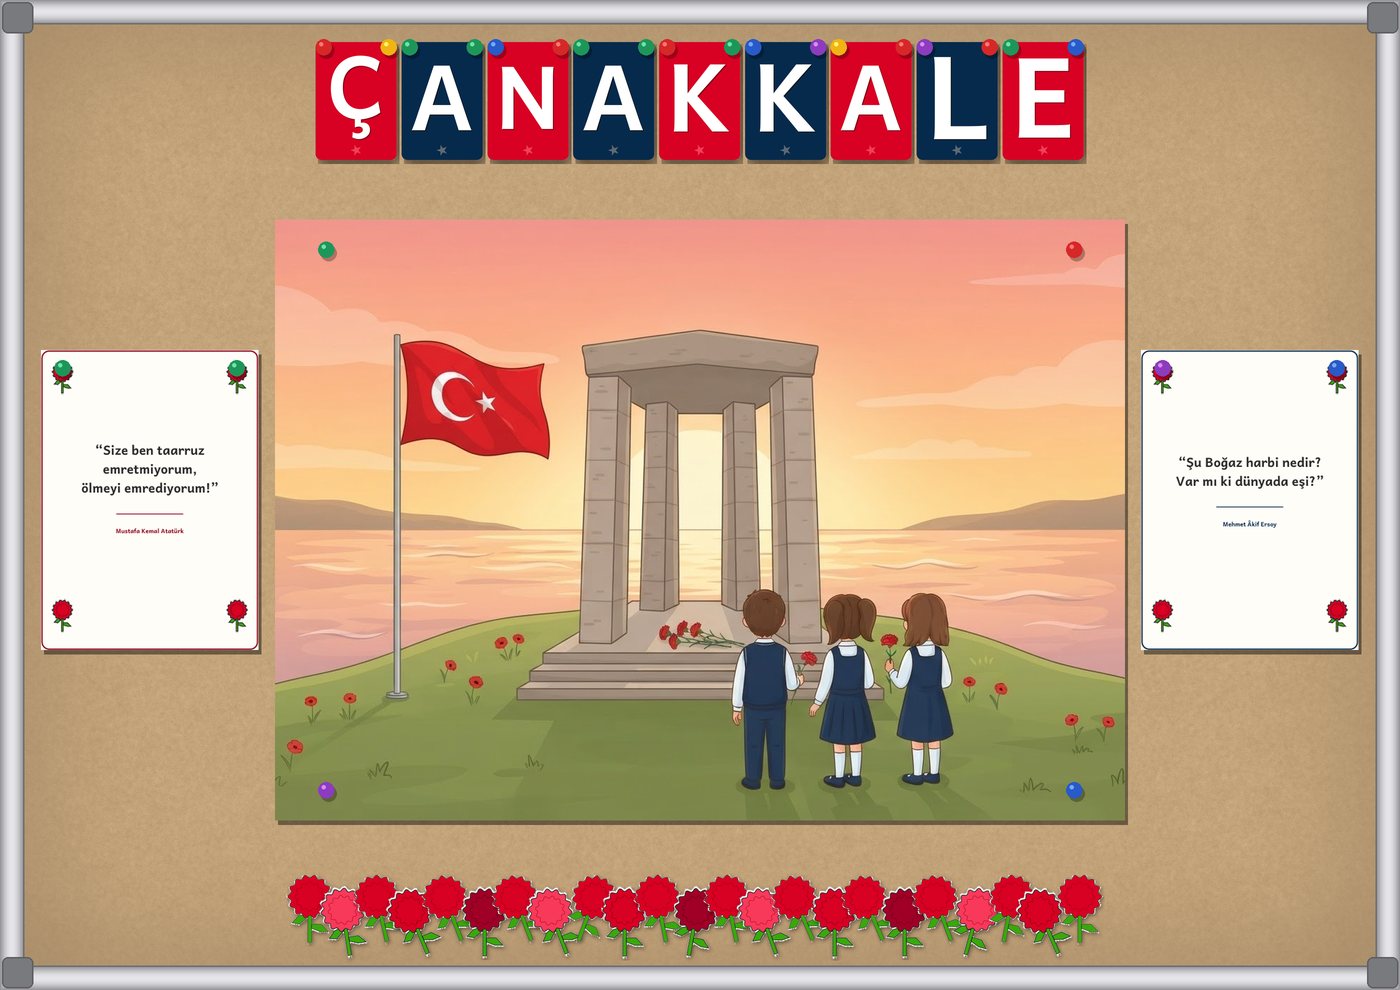 ÇANAKKALE
“Size ben taarruz
emretmiyorum,
ölmeyi emrediyorum!”
Mustafa Kemal Atatürk
“Şu Boğaz harbi nedir?
Var mı ki dünyada eşi?”
Mehmet Âkif Ersoy